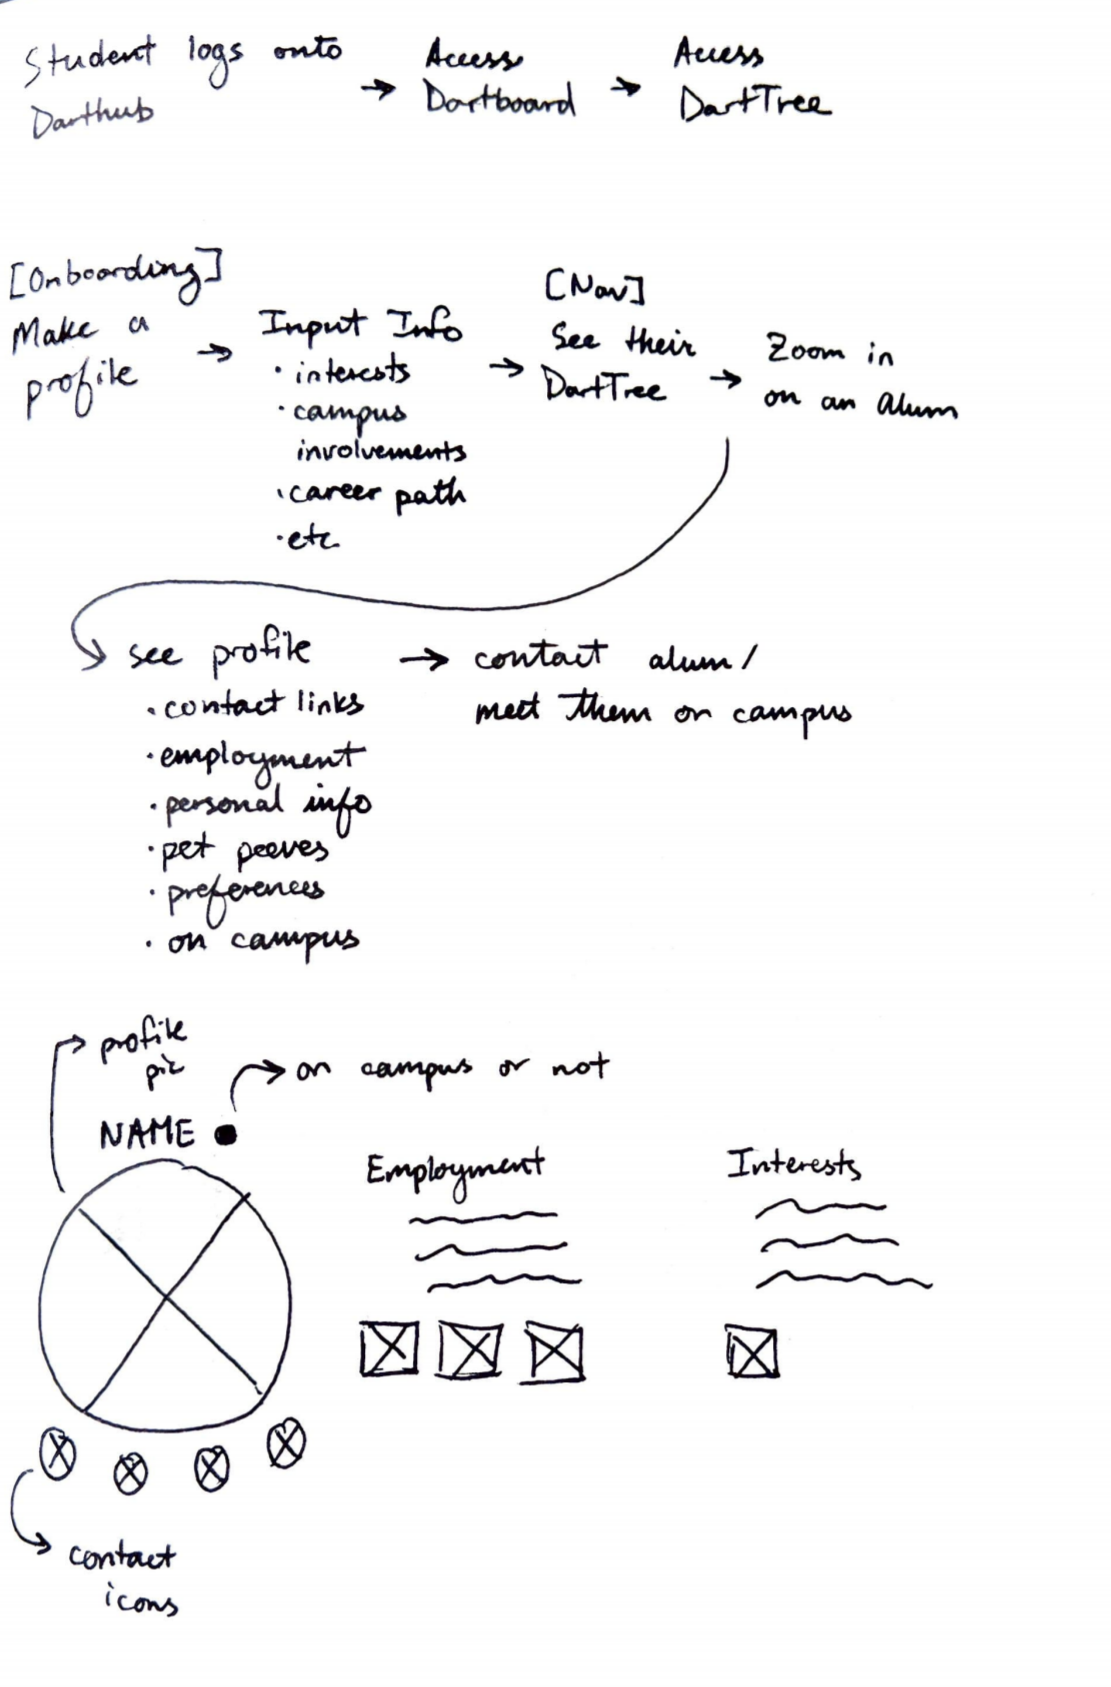 Student logs onto
Darthub
→ Access
Dartboard
→ Access
DartTree
[Onboarding]
Make a
profile
→ Input Info
· interests
· campus
involvements
· career path
· etc
→ [Nav]
See their
DartTree
→ Zoom in
on an alum
see profile
· contact links
· employment
· personal info
· pet peeves
· preferences
· on campus
→ contact alum/
meet them on campus
profile
pic
→ on campus or not
NAME
Employment
Interests
contact
icons